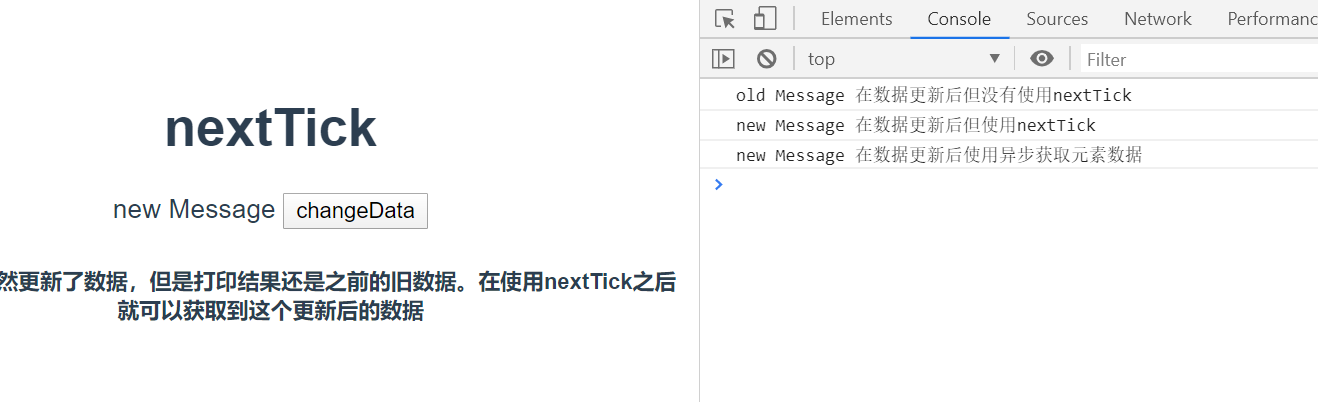 nextTick
new Message changeData
然更新了数据，但是打印结果还是之前的旧数据。在使用nextTick之后
就可以获取到这个更新后的数据
Elements Console Sources Network Performanc
top Filter
old Message 在数据更新后但没有使用nextTick
new Message 在数据更新后但使用nextTick
new Message 在数据更新后使用异步获取元素数据